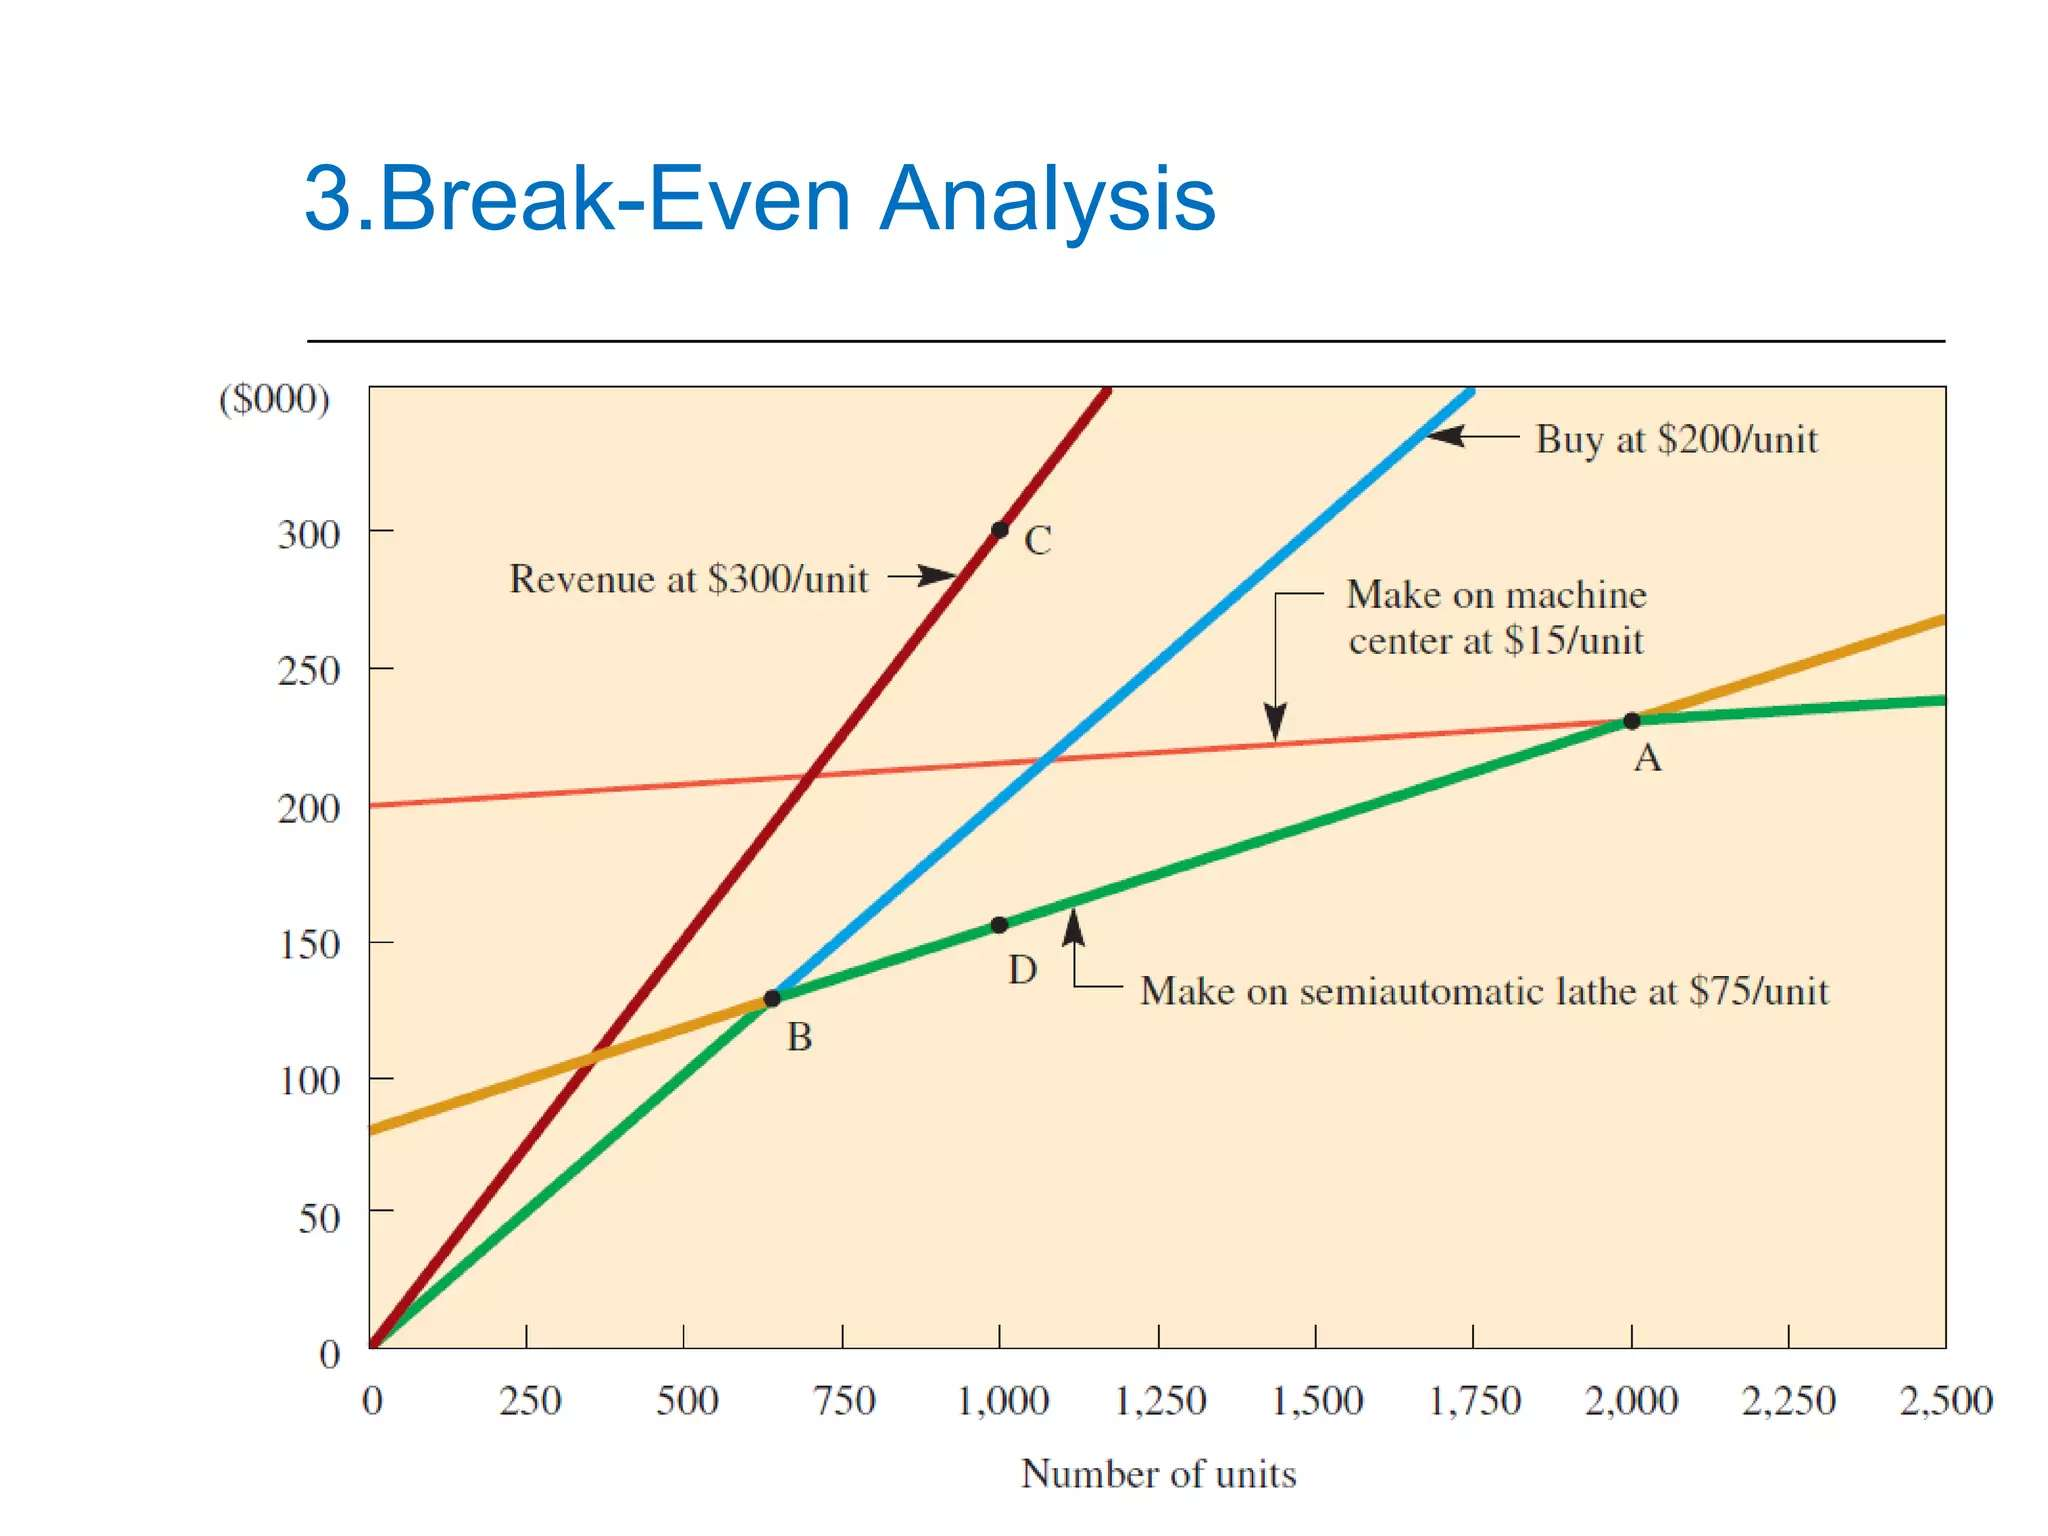 3.Break-Even Analysis
($000)
Buy at $200/unit
300
C
Revenue at $300/unit
Make on machine
center at $15/unit
250
A
200
150
D
Make on semiautomatic lathe at $75/unit
B
100
50
0
0 250 500 750 1,000 1,250 1,500 1,750 2,000 2,250 2,500
Number of units